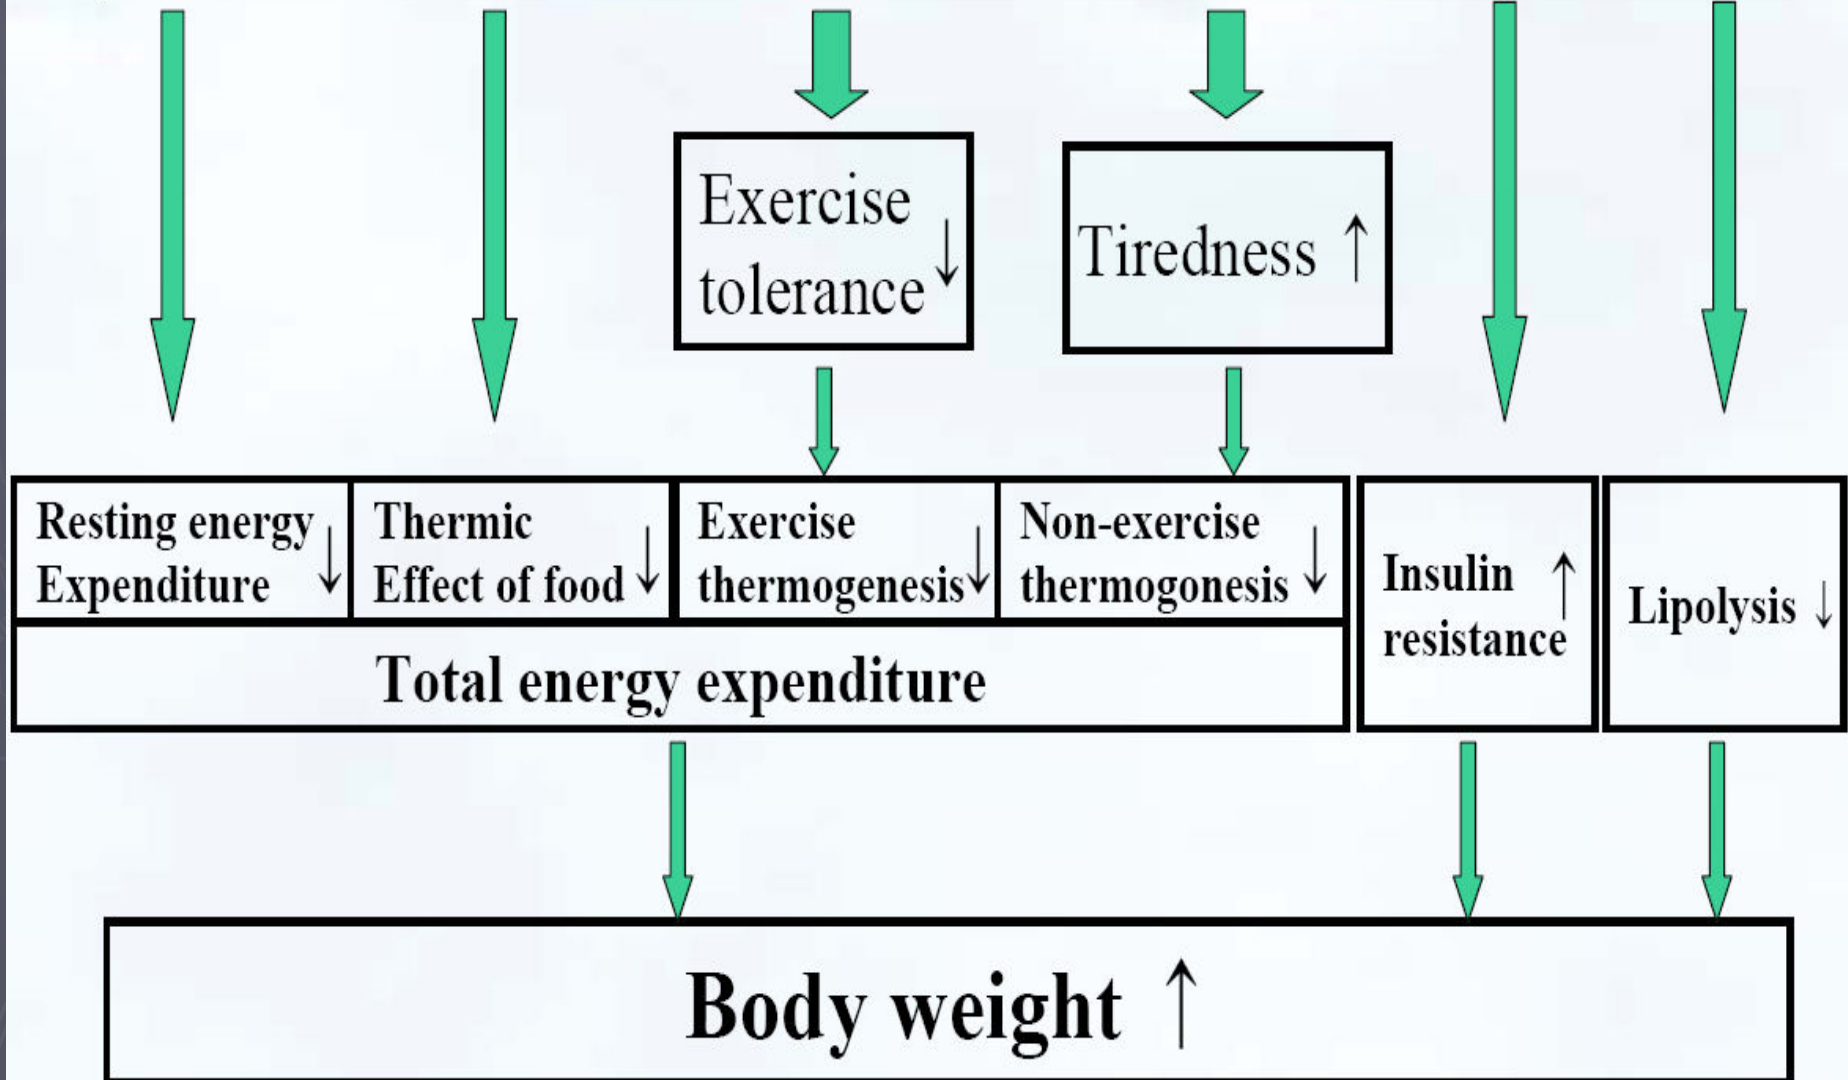 Exercise
tolerance ↓
Tiredness ↑
Resting energy
Expenditure ↓
Thermic
Effect of food ↓
Exercise
thermogenesis ↓
Non-exercise
thermogonesis ↓
Insulin ↑
resistance
Lipolysis ↓
Total energy expenditure
Body weight ↑